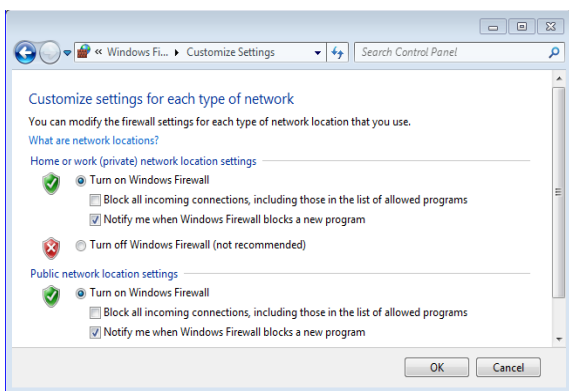 « Windows Fi... ▸ Customize Settings
Search Control Panel
Customize settings for each type of network
You can modify the firewall settings for each type of network location that you use.
What are network locations?
Home or work (private) network location settings
Turn on Windows Firewall
Block all incoming connections, including those in the list of allowed programs
Notify me when Windows Firewall blocks a new program
Turn off Windows Firewall (not recommended)
Public network location settings
Turn on Windows Firewall
Block all incoming connections, including those in the list of allowed programs
Notify me when Windows Firewall blocks a new program
OK Cancel